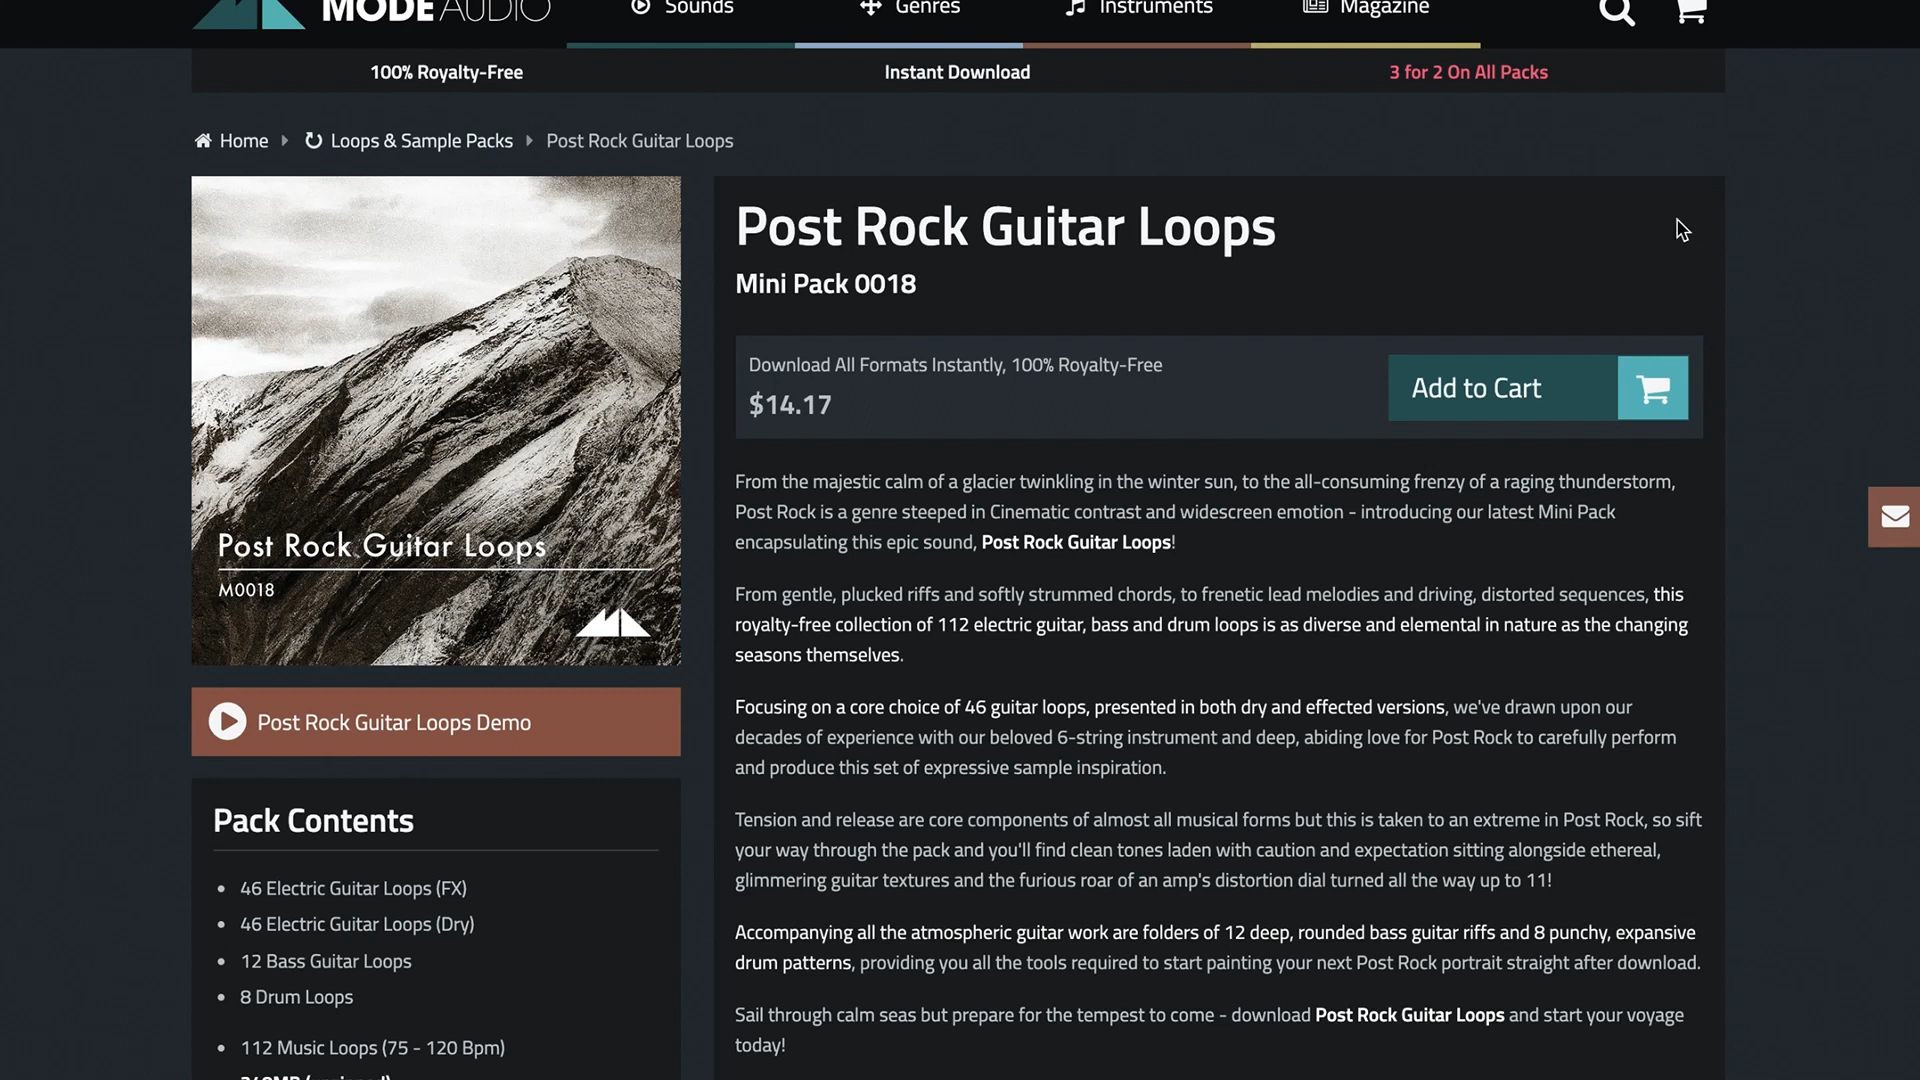 MODE AUDIO
Sounds
Genres
Instruments
Magazine
100% Royalty-Free
Instant Download
3 for 2 On All Packs
Home
Loops & Sample Packs
Post Rock Guitar Loops
Post Rock Guitar Loops
M0018
Post Rock Guitar Loops Demo
Pack Contents
46 Electric Guitar Loops (FX)
46 Electric Guitar Loops (Dry)
12 Bass Guitar Loops
8 Drum Loops
112 Music Loops (75 - 120 Bpm)
Post Rock Guitar Loops
Mini Pack 0018
Download All Formats Instantly, 100% Royalty-Free
$14.17
Add to Cart
From the majestic calm of a glacier twinkling in the winter sun, to the all-consuming frenzy of a raging thunderstorm,
Post Rock is a genre steeped in Cinematic contrast and widescreen emotion - introducing our latest Mini Pack
encapsulating this epic sound, Post Rock Guitar Loops!
From gentle, plucked riffs and softly strummed chords, to frenetic lead melodies and driving, distorted sequences, this
royalty-free collection of 112 electric guitar, bass and drum loops is as diverse and elemental in nature as the changing
seasons themselves.
Focusing on a core choice of 46 guitar loops, presented in both dry and effected versions, we've drawn upon our
decades of experience with our beloved 6-string instrument and deep, abiding love for Post Rock to carefully perform
and produce this set of expressive sample inspiration.
Tension and release are core components of almost all musical forms but this is taken to an extreme in Post Rock, so sift
your way through the pack and you'll find clean tones laden with caution and expectation sitting alongside ethereal,
glimmering guitar textures and the furious roar of an amp's distortion dial turned all the way up to 11!
Accompanying all the atmospheric guitar work are folders of 12 deep, rounded bass guitar riffs and 8 punchy, expansive
drum patterns, providing you all the tools required to start painting your next Post Rock portrait straight after download.
Sail through calm seas but prepare for the tempest to come - download Post Rock Guitar Loops and start your voyage
today!